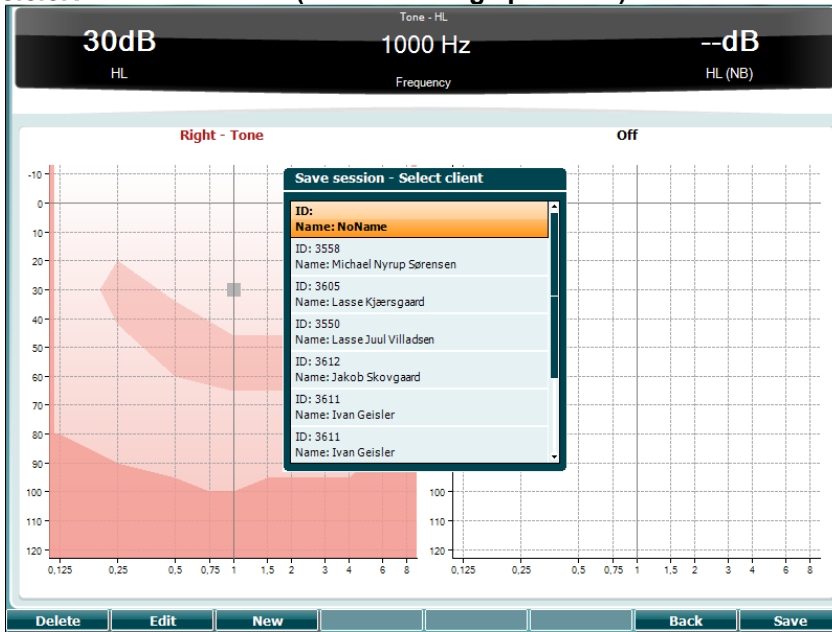 Tone - HL
30dB
1000 Hz
--dB
HL
Frequency
HL (NB)
Right - Tone
Off
Save session - Select client
ID:
Name: NoName
ID: 3558
Name: Michael Nyrup Sørensen
ID: 3605
Name: Lasse Kjærsgaard
ID: 3550
Name: Lasse Juul Villadsen
ID: 3612
Name: Jakob Skovgaard
ID: 3611
Name: Ivan Geisler
ID: 3611
Name: Ivan Geisler
-10
0
10
20
30
40
50
60
70
80
90
100
110
120
0,125 0,25 0,5 0,75 1 1,5 2 3 4 6 8
100
110
120
0,125 0,25 0,5 0,75 1 1,5 2 3 4 6 8
Delete Edit New Back Save